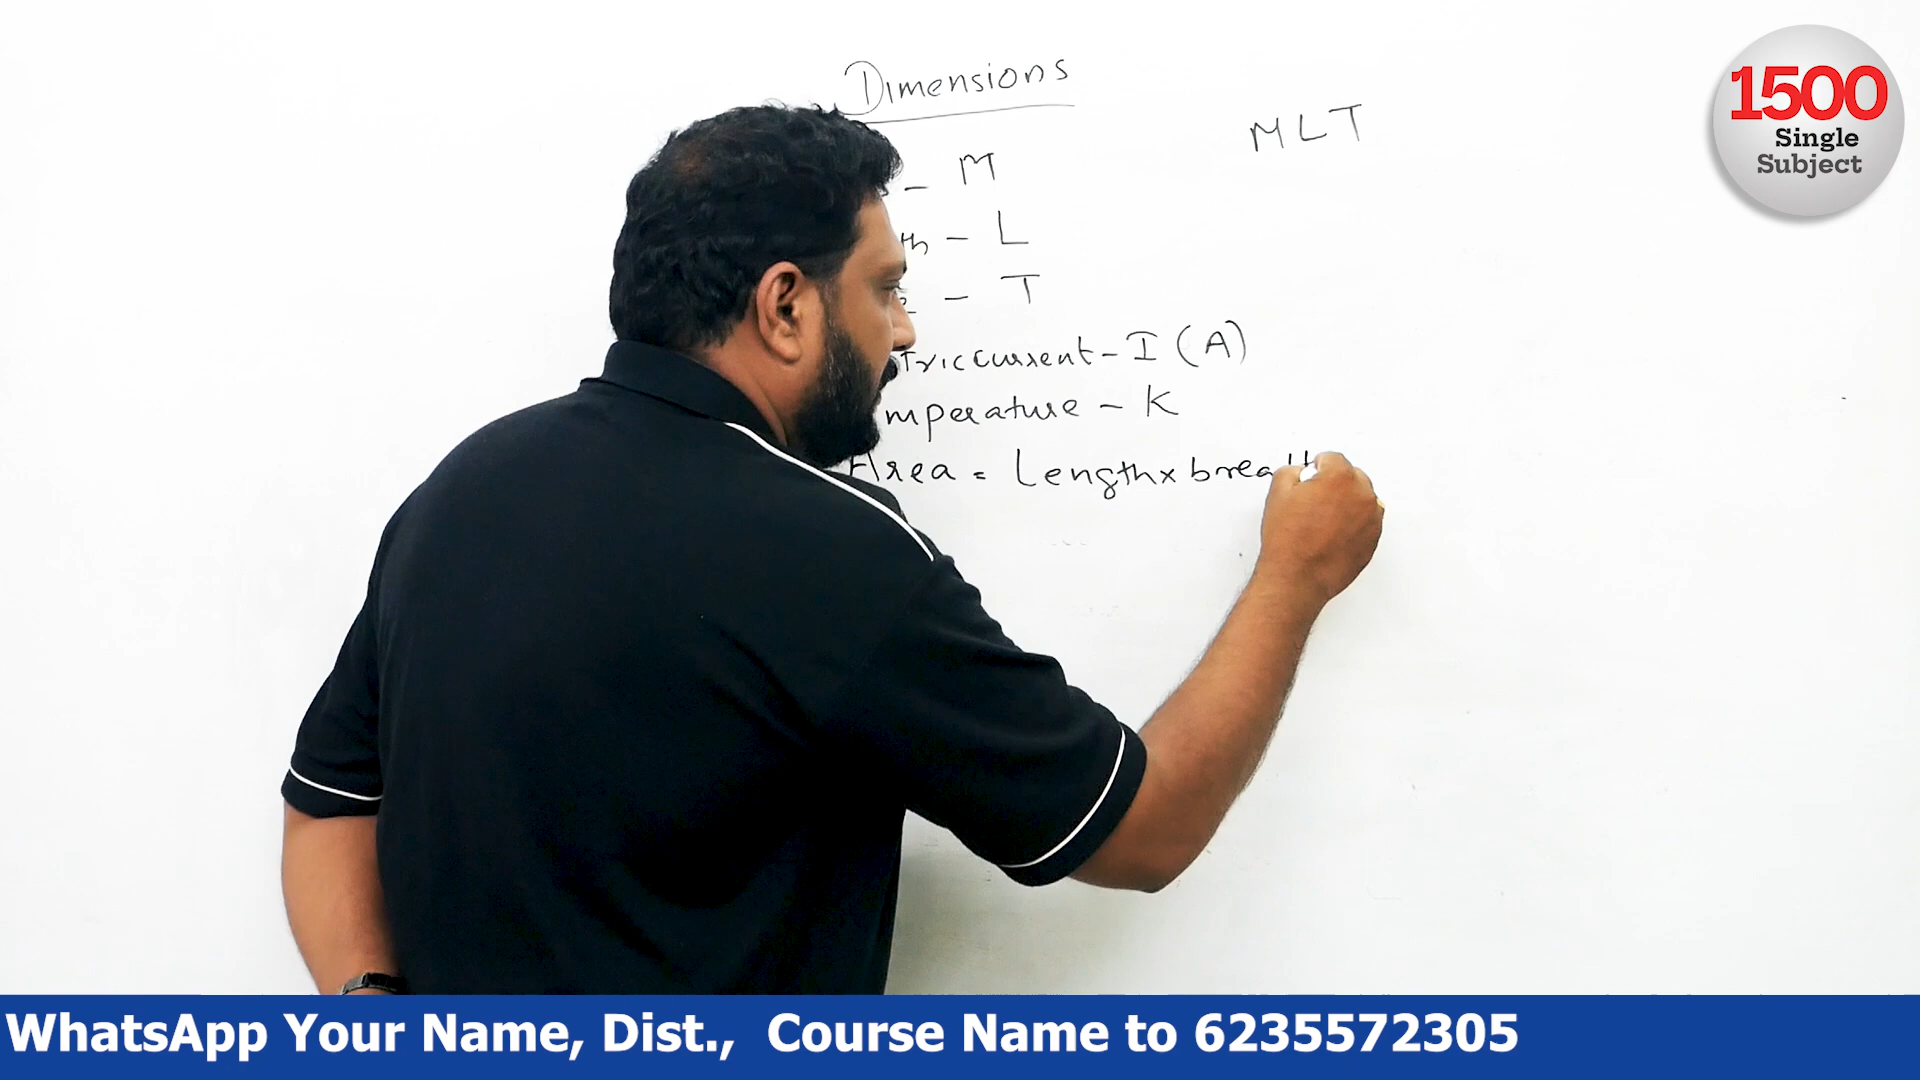 Dimensions
MLT
- M
th - L
- T
tric current - I (A)
mperature - K
Area = Length x breadth
1500
Single
Subject
WhatsApp Your Name, Dist., Course Name to 6235572305